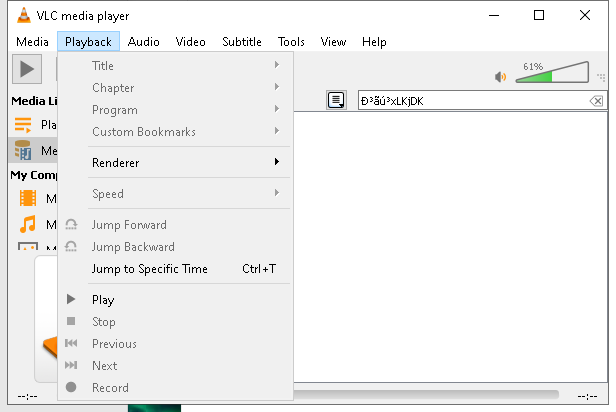 VLC media player
Media Playback Audio Video Subtitle Tools View Help
61%
Title
Chapter
Program
Custom Bookmarks
Renderer
Speed
Jump Forward
Jump Backward
Jump to Specific Time Ctrl+T
Play
Stop
Previous
Next
Record
Media Li
Pla
Me
My Comp
M
M
M
Ð³ãú³xLKjDK
--:-- --:--